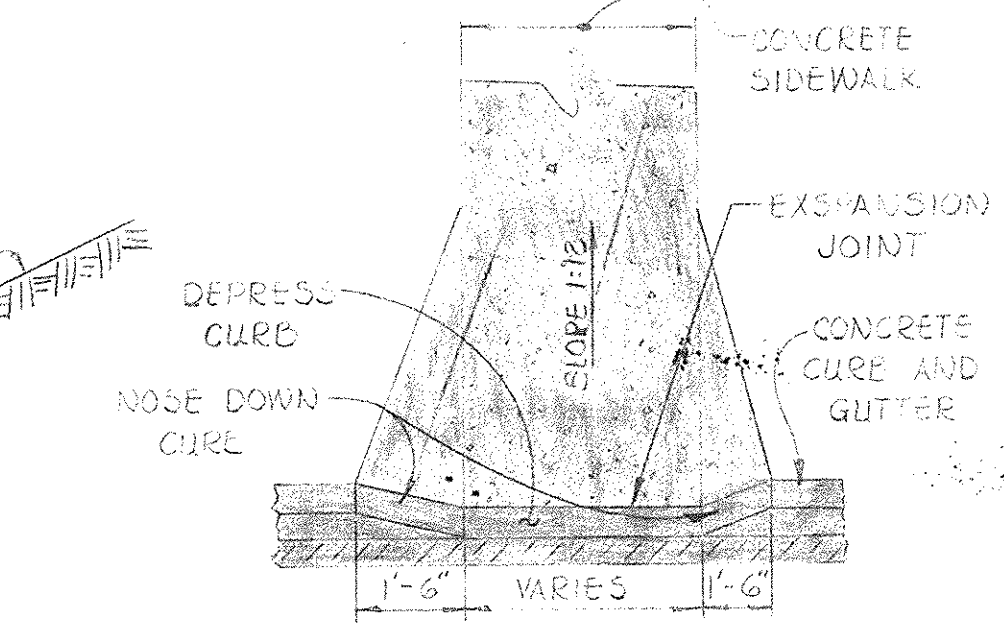 CONCRETE
SIDEWALK
EXSPANSION
JOINT
SLOPE 1:12
DEPRESS
CURB
CONCRETE
CURB AND
GUTTER
NOSE DOWN
CURB
1'-6"
VARIES
1'-6"